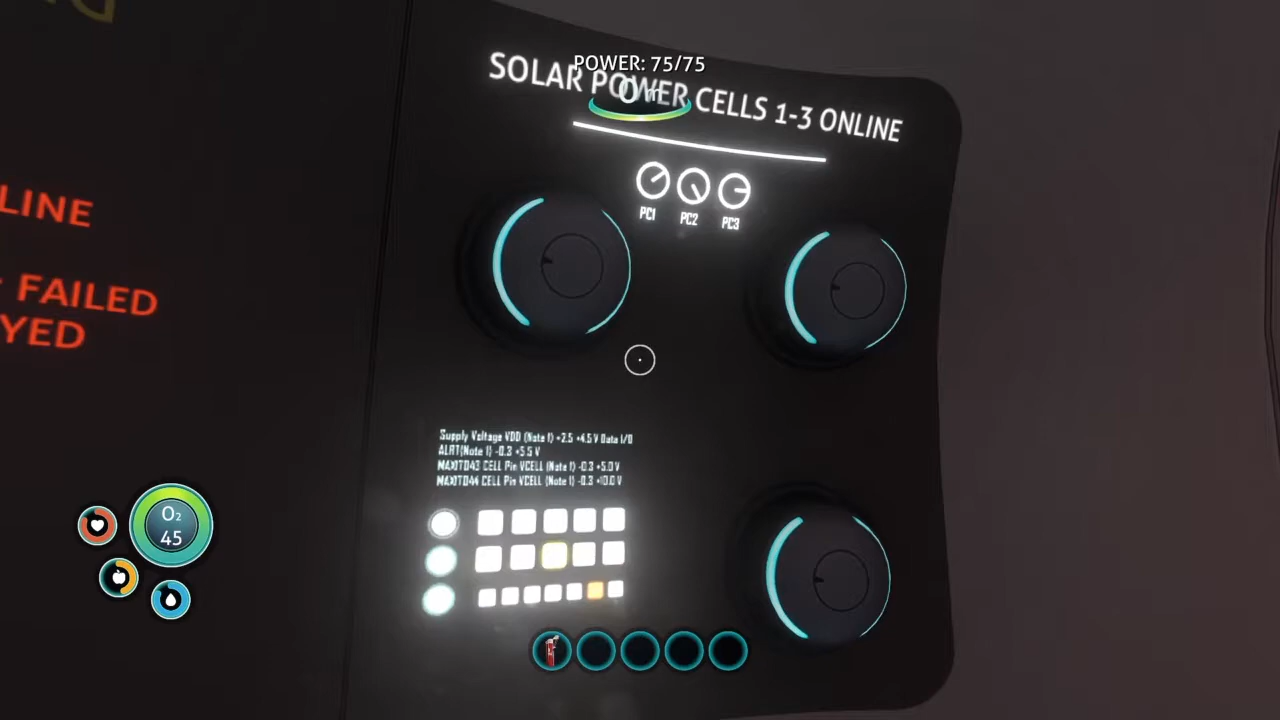 POWER: 75/75
SOLAR POWER CELLS 1-3 ONLINE
0 m
PC1 PC2 PC3
LINE
FAILED
YED
Supply Voltage VDD (Note 1) +2.5 +4.5 V Data I/O
ALRT(Note 1) -0.3 +5.5 V
CELL Pin VCELL (Note 1) -0.3 +5.0 V
CELL Pin VCELL (Note 1) -0.3 +10.0 V
O2
45